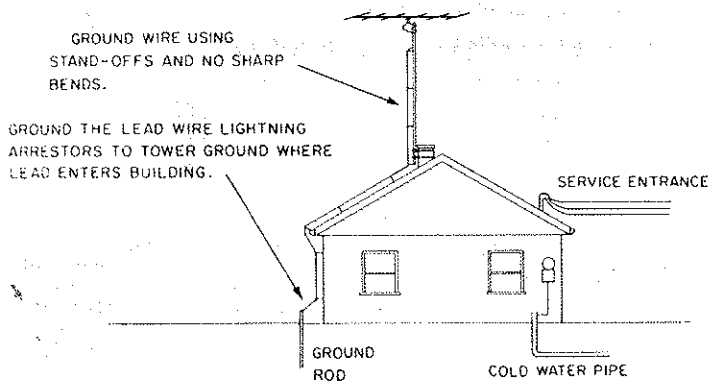 GROUND WIRE USING
STAND-OFFS AND NO SHARP
BENDS.
GROUND THE LEAD WIRE LIGHTNING
ARRESTORS TO TOWER GROUND WHERE
LEAD ENTERS BUILDING.
SERVICE ENTRANCE
GROUND
ROD
COLD WATER PIPE